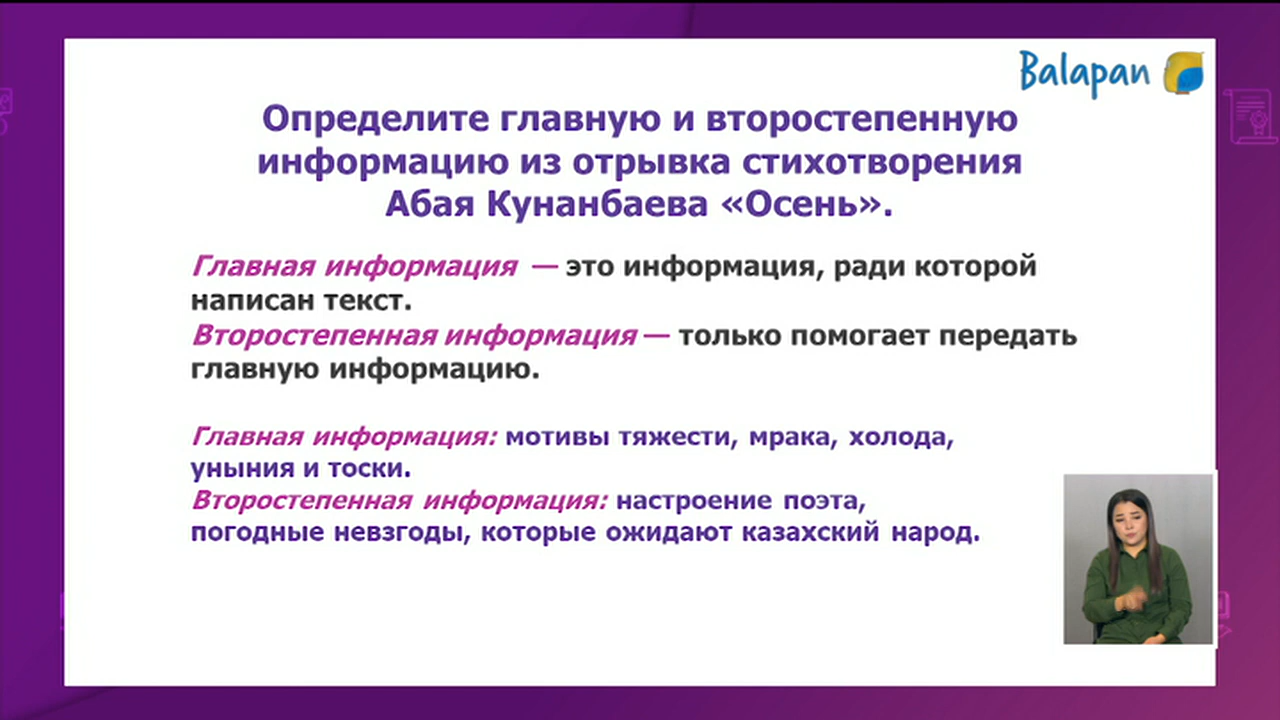 Balapan
Определите главную и второстепенную
информацию из отрывка стихотворения
Абая Кунанбаева «Осень».
Главная информация — это информация, ради которой
написан текст.
Второстепенная информация — только помогает передать
главную информацию.
Главная информация: мотивы тяжести, мрака, холода,
уныния и тоски.
Второстепенная информация: настроение поэта,
погодные невзгоды, которые ожидают казахский народ.